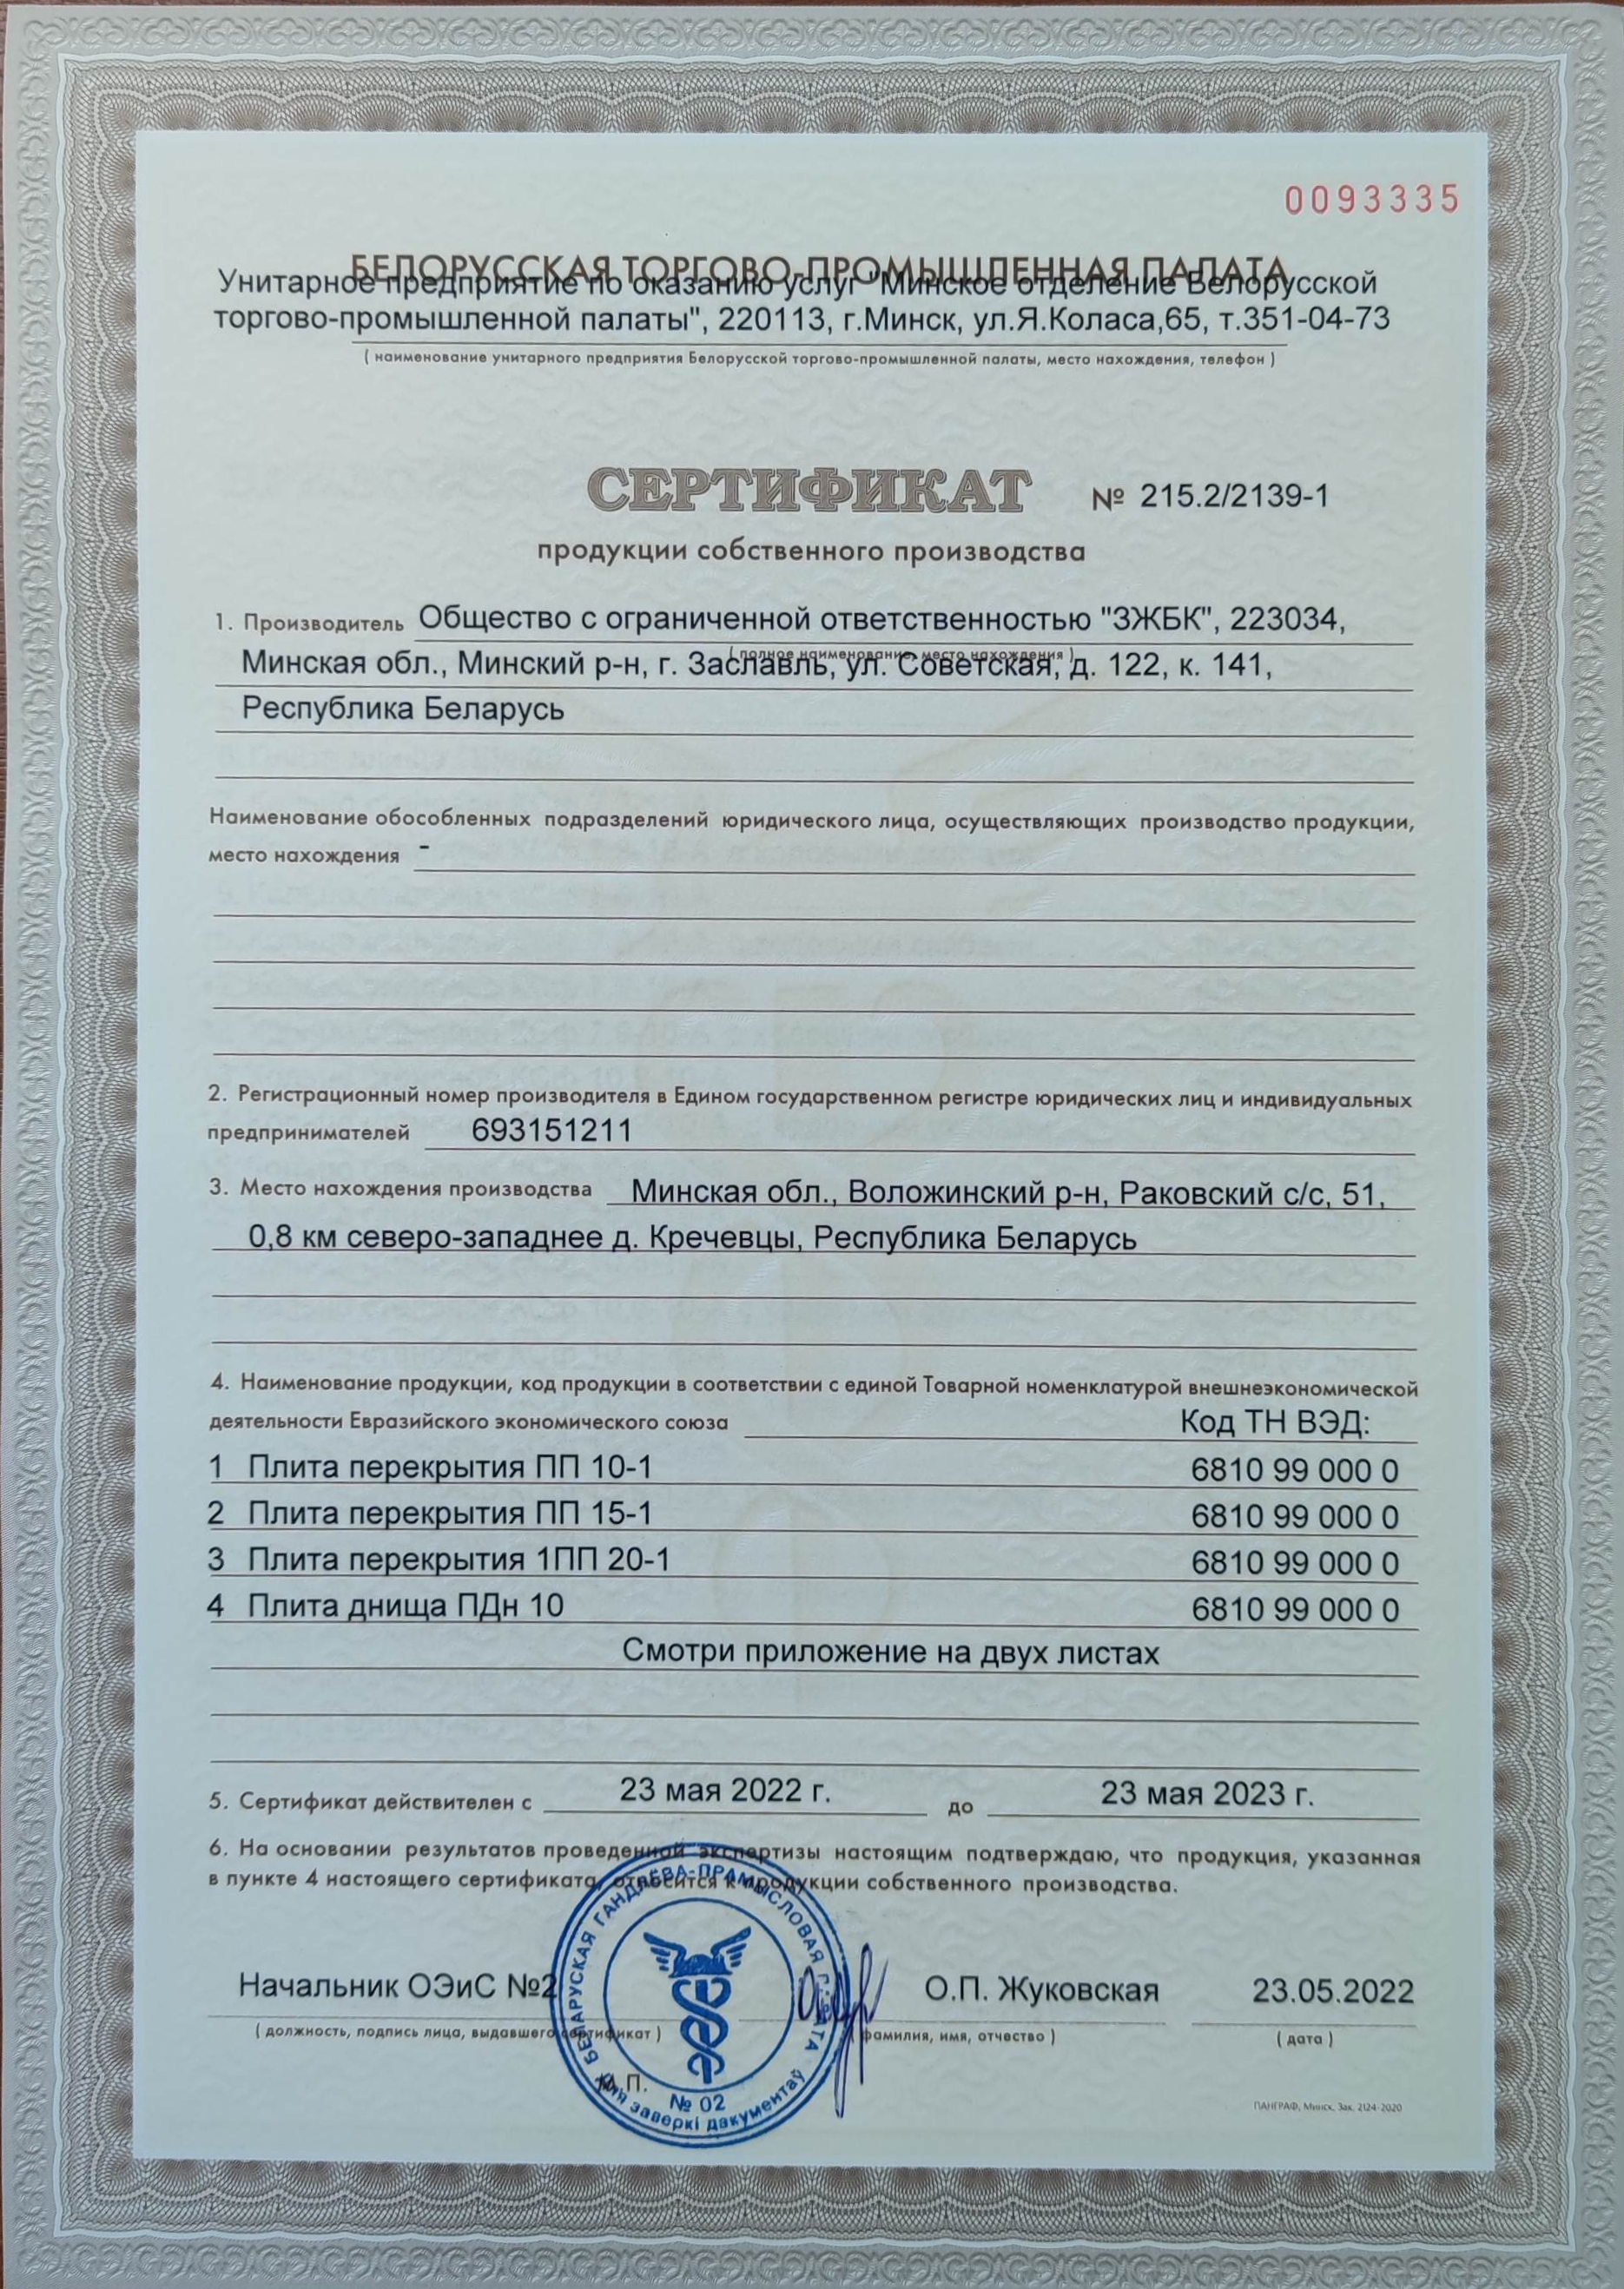 0093335
БЕЛОРУССКАЯ ТОРГОВО-ПРОМЫШЛЕННАЯ ПАЛАТА
Унитарное предприятие по оказанию услуг "Минское отделение Белорусской
торгово-промышленной палаты", 220113, г.Минск, ул.Я.Коласа,65, т.351-04-73
( наименование унитарного предприятия Белорусской торгово-промышленной палаты, место нахождения, телефон )
СЕРТИФИКАТ № 215.2/2139-1
продукции собственного производства
1. Производитель Общество с ограниченной ответственностью "ЗЖБК", 223034,
( полное наименование, место нахождения )
Минская обл., Минский р-н, г. Заславль, ул. Советская, д. 122, к. 141,
Республика Беларусь
Наименование обособленных подразделений юридического лица, осуществляющих производство продукции,
место нахождения -
2. Регистрационный номер производителя в Едином государственном регистре юридических лиц и индивидуальных
предпринимателей 693151211
3. Место нахождения производства Минская обл., Воложинский р-н, Раковский с/с, 51,
0,8 км северо-западнее д. Кречевцы, Республика Беларусь
4. Наименование продукции, код продукции в соответствии с единой Товарной номенклатурой внешнеэкономической
деятельности Евразийского экономического союза Код ТН ВЭД:
1 Плита перекрытия ПП 10-1 6810 99 000 0
2 Плита перекрытия ПП 15-1 6810 99 000 0
3 Плита перекрытия 1ПП 20-1 6810 99 000 0
4 Плита днища ПДн 10 6810 99 000 0
Смотри приложение на двух листах
5. Сертификат действителен с 23 мая 2022 г. до 23 мая 2023 г.
6. На основании результатов проведенной экспертизы настоящим подтверждаю, что продукция, указанная
в пункте 4 настоящего сертификата, относится к продукции собственного производства.
Начальник ОЭиС №2 О.П. Жуковская 23.05.2022
( должность, подпись лица, выдавшего сертификат ) фамилия, имя, отчество ) ( дата )
М.П.
БЕЛАРУСКАЯ ГАНДЛЁВА-ПРАМЫСЛОВАЯ ПАЛАТА
№ 02
для заверкі дакументаў
ПАНГРАФ, Минск, Зак. 2124-2020